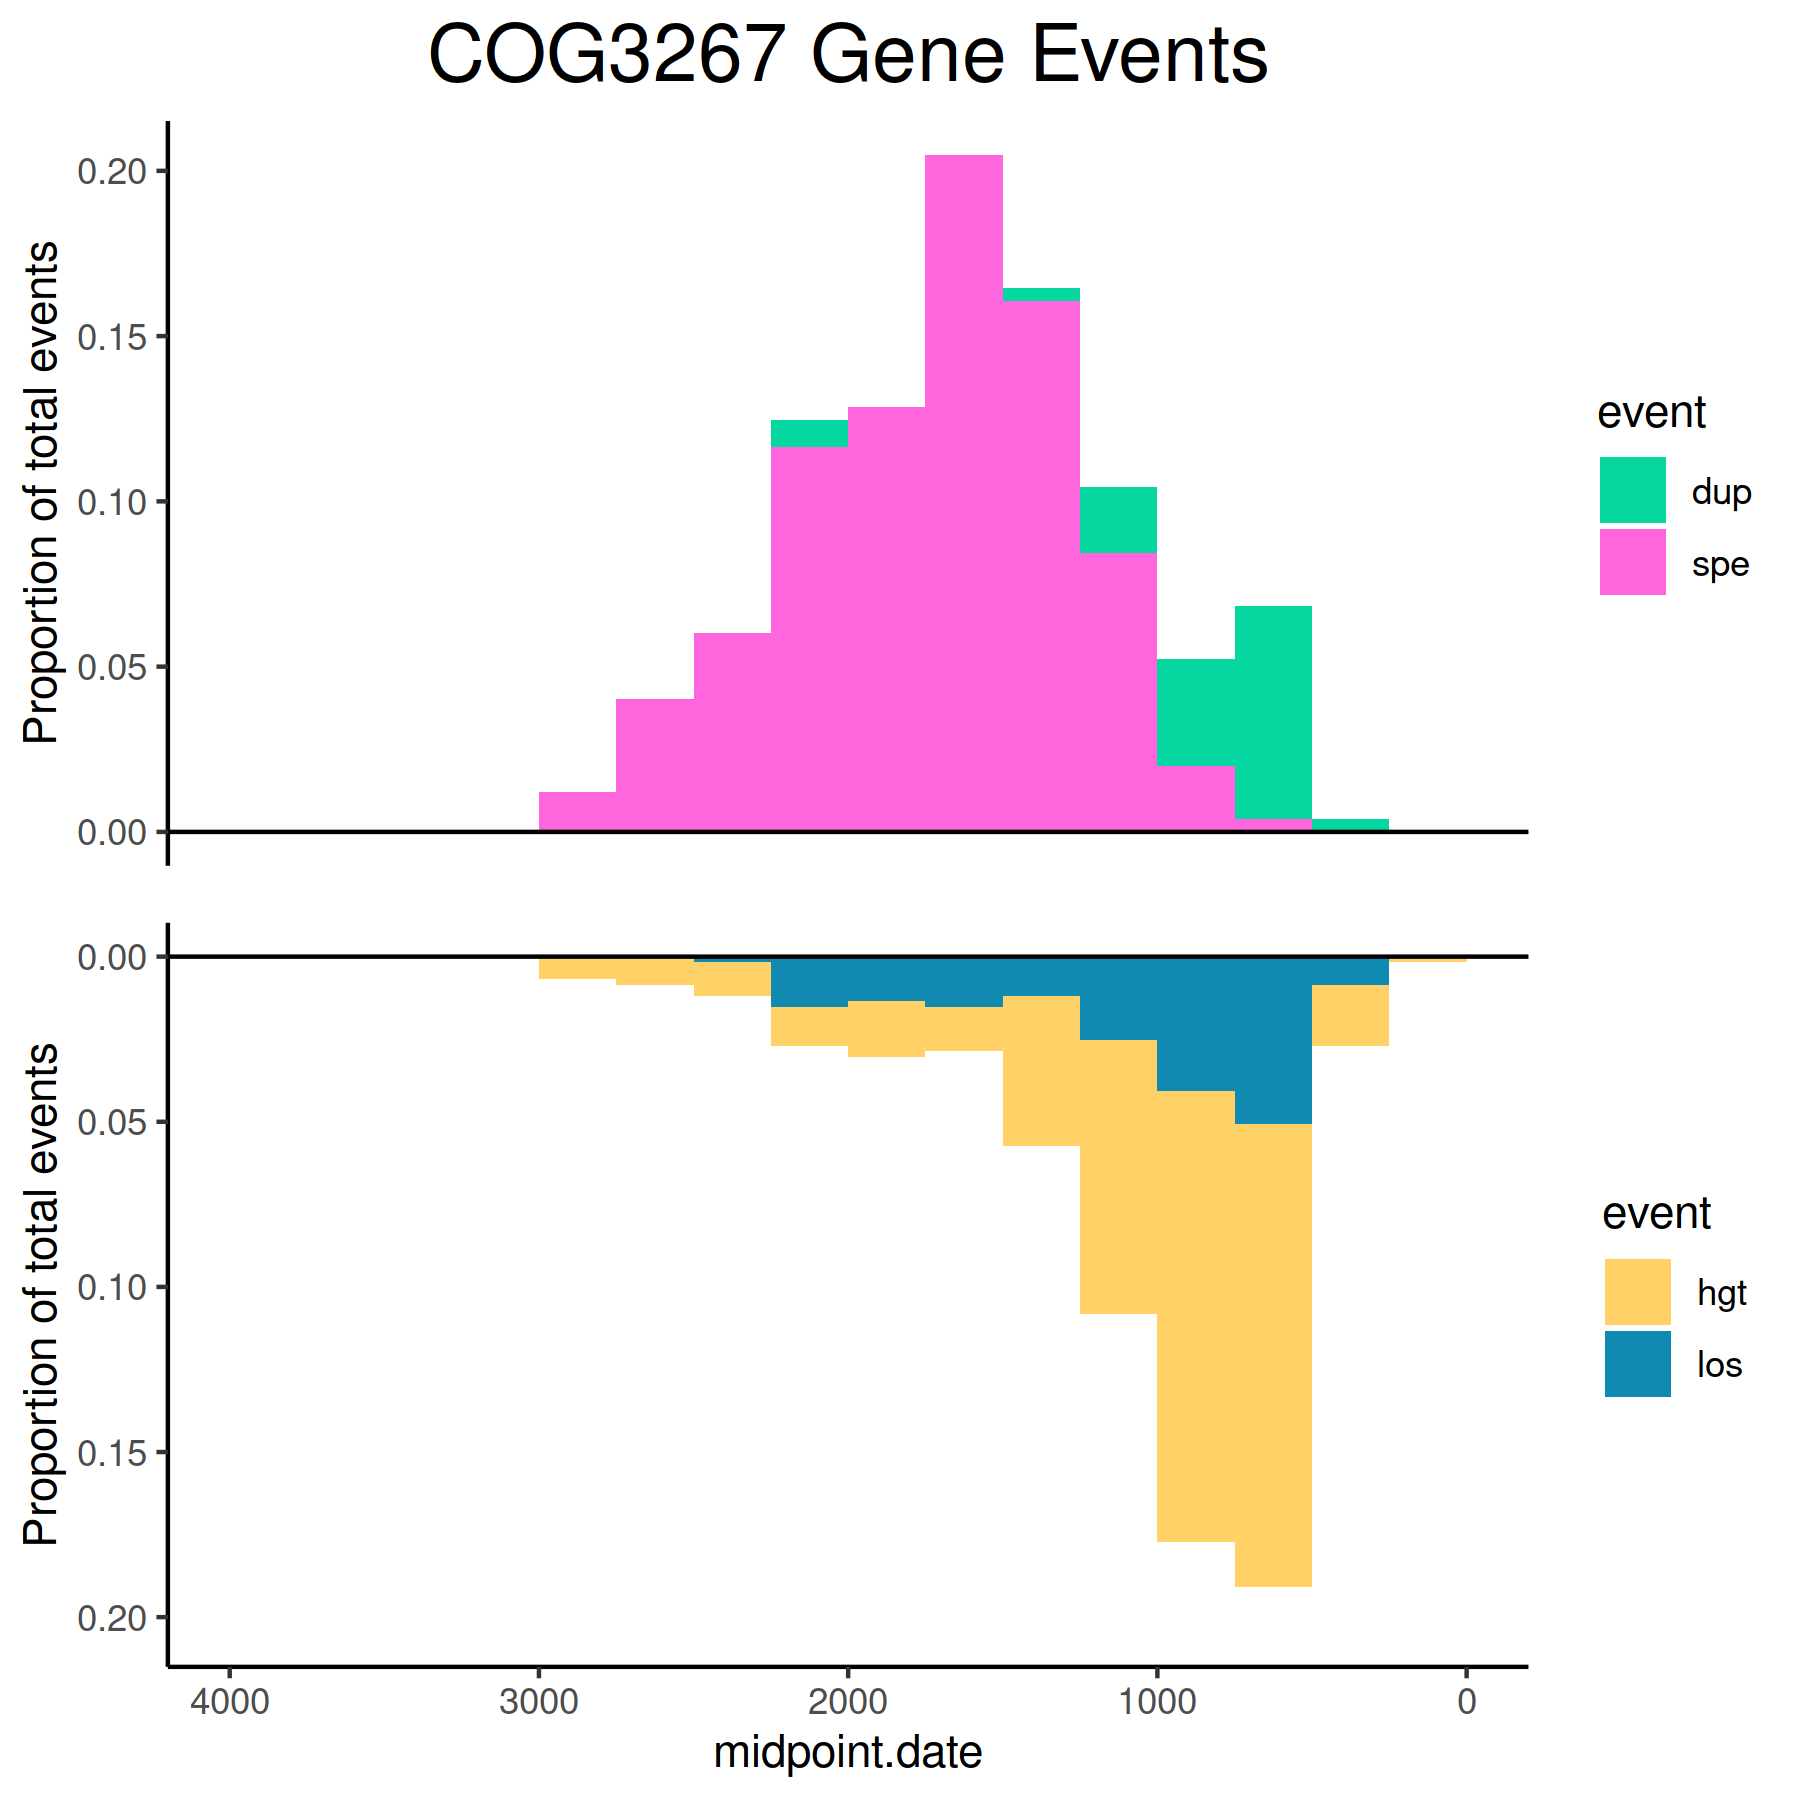 COG3267 Gene Events
Proportion of total events
0.20
0.15
0.10
0.05
0.00
event
dup
spe
Proportion of total events
0.00
0.05
0.10
0.15
0.20
event
hgt
los
4000 3000 2000 1000 0
midpoint.date